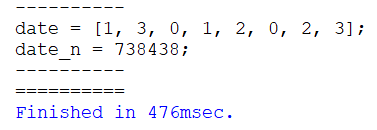 ----------
date = [1, 3, 0, 1, 2, 0, 2, 3];
date_n = 738438;
----------
==========
Finished in 476msec.